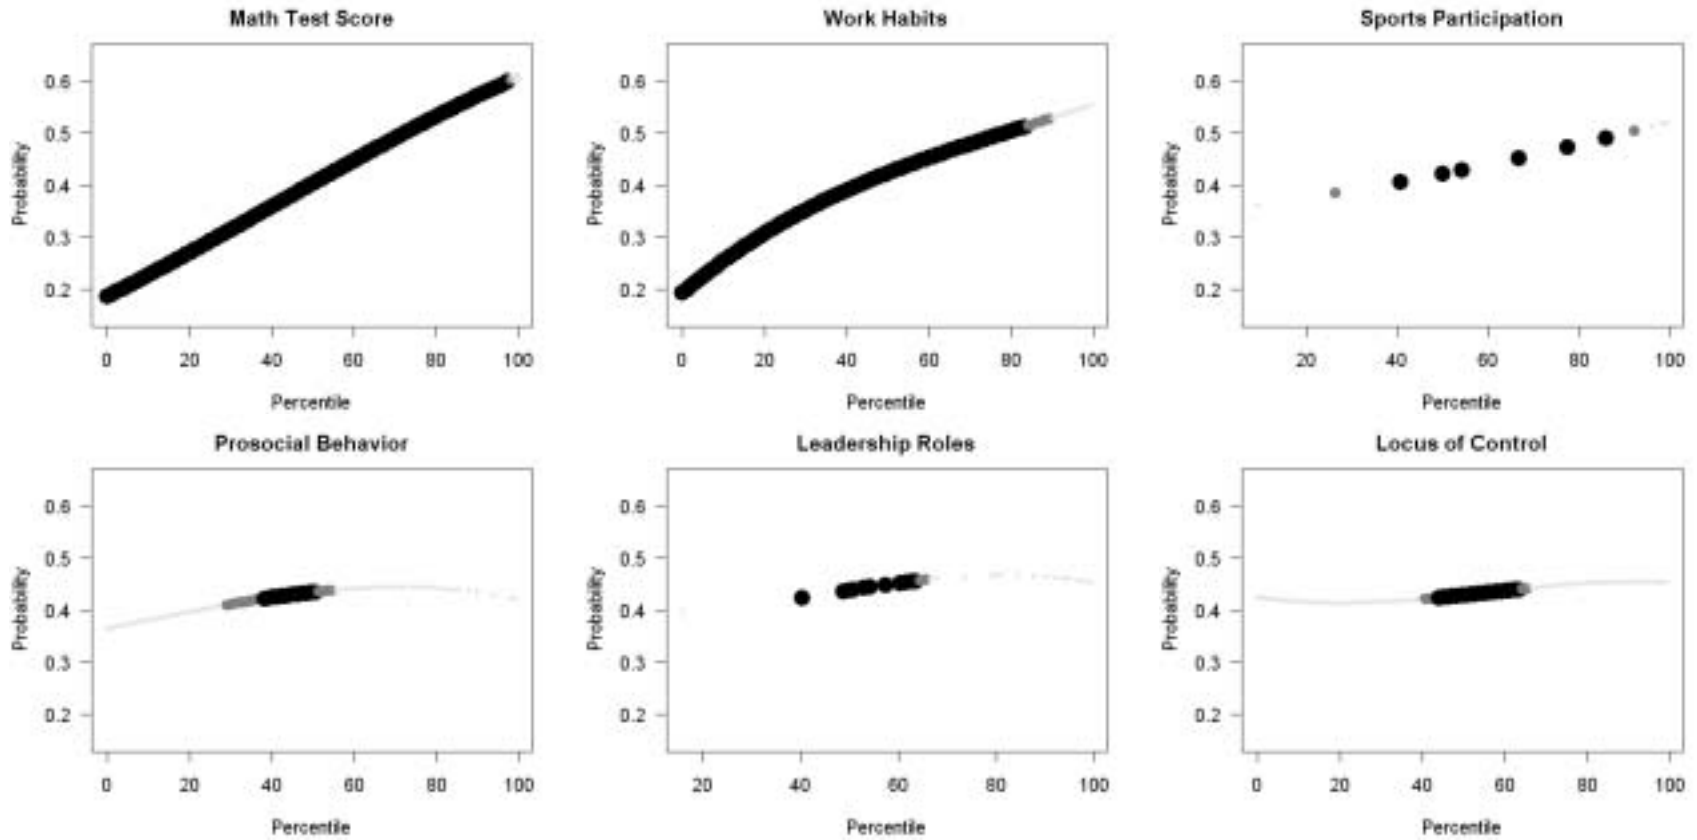 Math Test Score
Work Habits
Sports Participation
Probability
0.6
0.5
0.4
0.3
0.2
0 20 40 60 80 100
Percentile
Probability
0.6
0.5
0.4
0.3
0.2
0 20 40 60 80 100
Percentile
Probability
0.6
0.5
0.4
0.3
0.2
20 40 60 80 100
Percentile
Prosocial Behavior
Leadership Roles
Locus of Control
Probability
0.6
0.5
0.4
0.3
0.2
0 20 40 60 80 100
Percentile
Probability
0.6
0.5
0.4
0.3
0.2
20 40 60 80 100
Percentile
Probability
0.6
0.5
0.4
0.3
0.2
0 20 40 60 80 100
Percentile